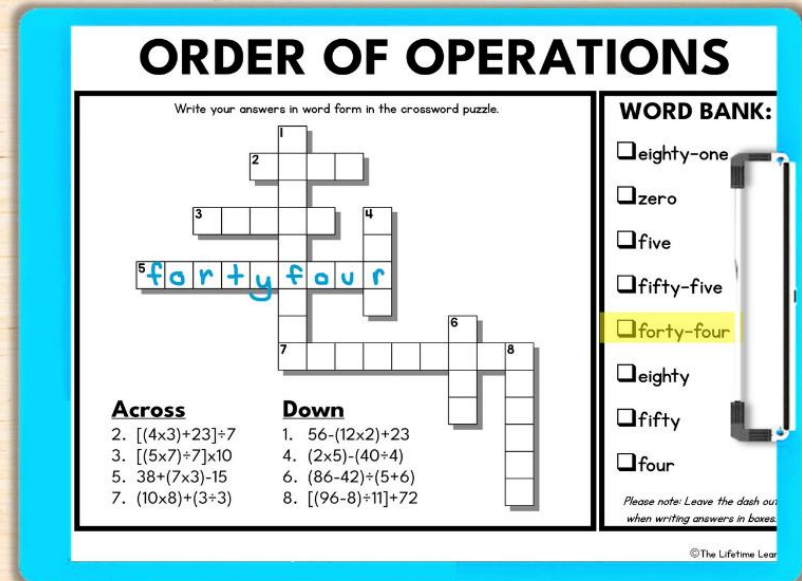 ORDER OF OPERATIONS
Write your answers in word form in the crossword puzzle.
1
2
3
4
5 fortyfour
6
7
8
Across
2. [(4x3)+23]÷7
3. [(5x7)÷7]x10
5. 38+(7x3)-15
7. (10x8)+(3÷3)
Down
1. 56-(12x2)+23
4. (2x5)-(40÷4)
6. (86-42)÷(5+6)
8. [(96-8)÷11]+72
WORD BANK:
eighty-one
zero
five
fifty-five
forty-four
eighty
fifty
four
Please note: Leave the dash out
when writing answers in boxes.
©The Lifetime Lear